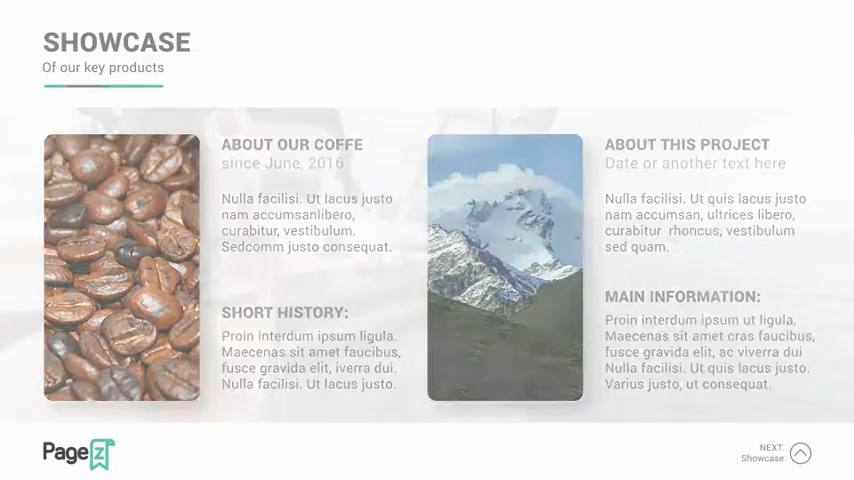 SHOWCASE
Of our key products
ABOUT OUR COFFE
since June, 2016
Nulla facilisi. Ut lacus justo
nam accumsanlibero,
curabitur, vestibulum.
Sedcomm justo consequat.
SHORT HISTORY:
Proin interdum ipsum ligula.
Maecenas sit amet faucibus,
fusce gravida elit, iverra dui.
Nulla facilisi. Ut lacus justo.
ABOUT THIS PROJECT
Date or another text here
Nulla facilisi. Ut quis lacus justo
nam accumsan, ultrices libero,
curabitur rhoncus, vestibulum
sed quam.
MAIN INFORMATION:
Proin interdum ipsum ut ligula,
Maecenas sit amet cras faucibus,
fusce gravida elit, ac viverra dui
Nulla facilisi. Ut quis lacus justo.
Varius justo, ut consequat.
PageZ
NEXT:
Showcase